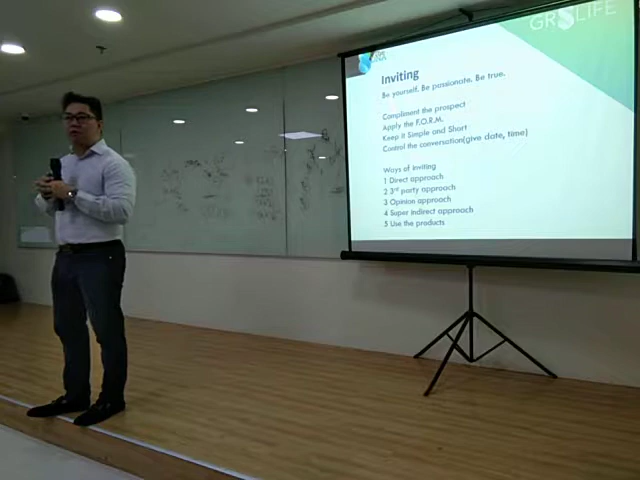 GRSLIFE
Inviting
Be yourself. Be passionate. Be true.
Compliment the prospect
Apply the F.O.R.M.
Keep it Simple and Short
Control the conversation(give date, time)
Ways of inviting
1 Direct approach
2 3rd party approach
3 Opinion approach
4 Super indirect approach
5 Use the products